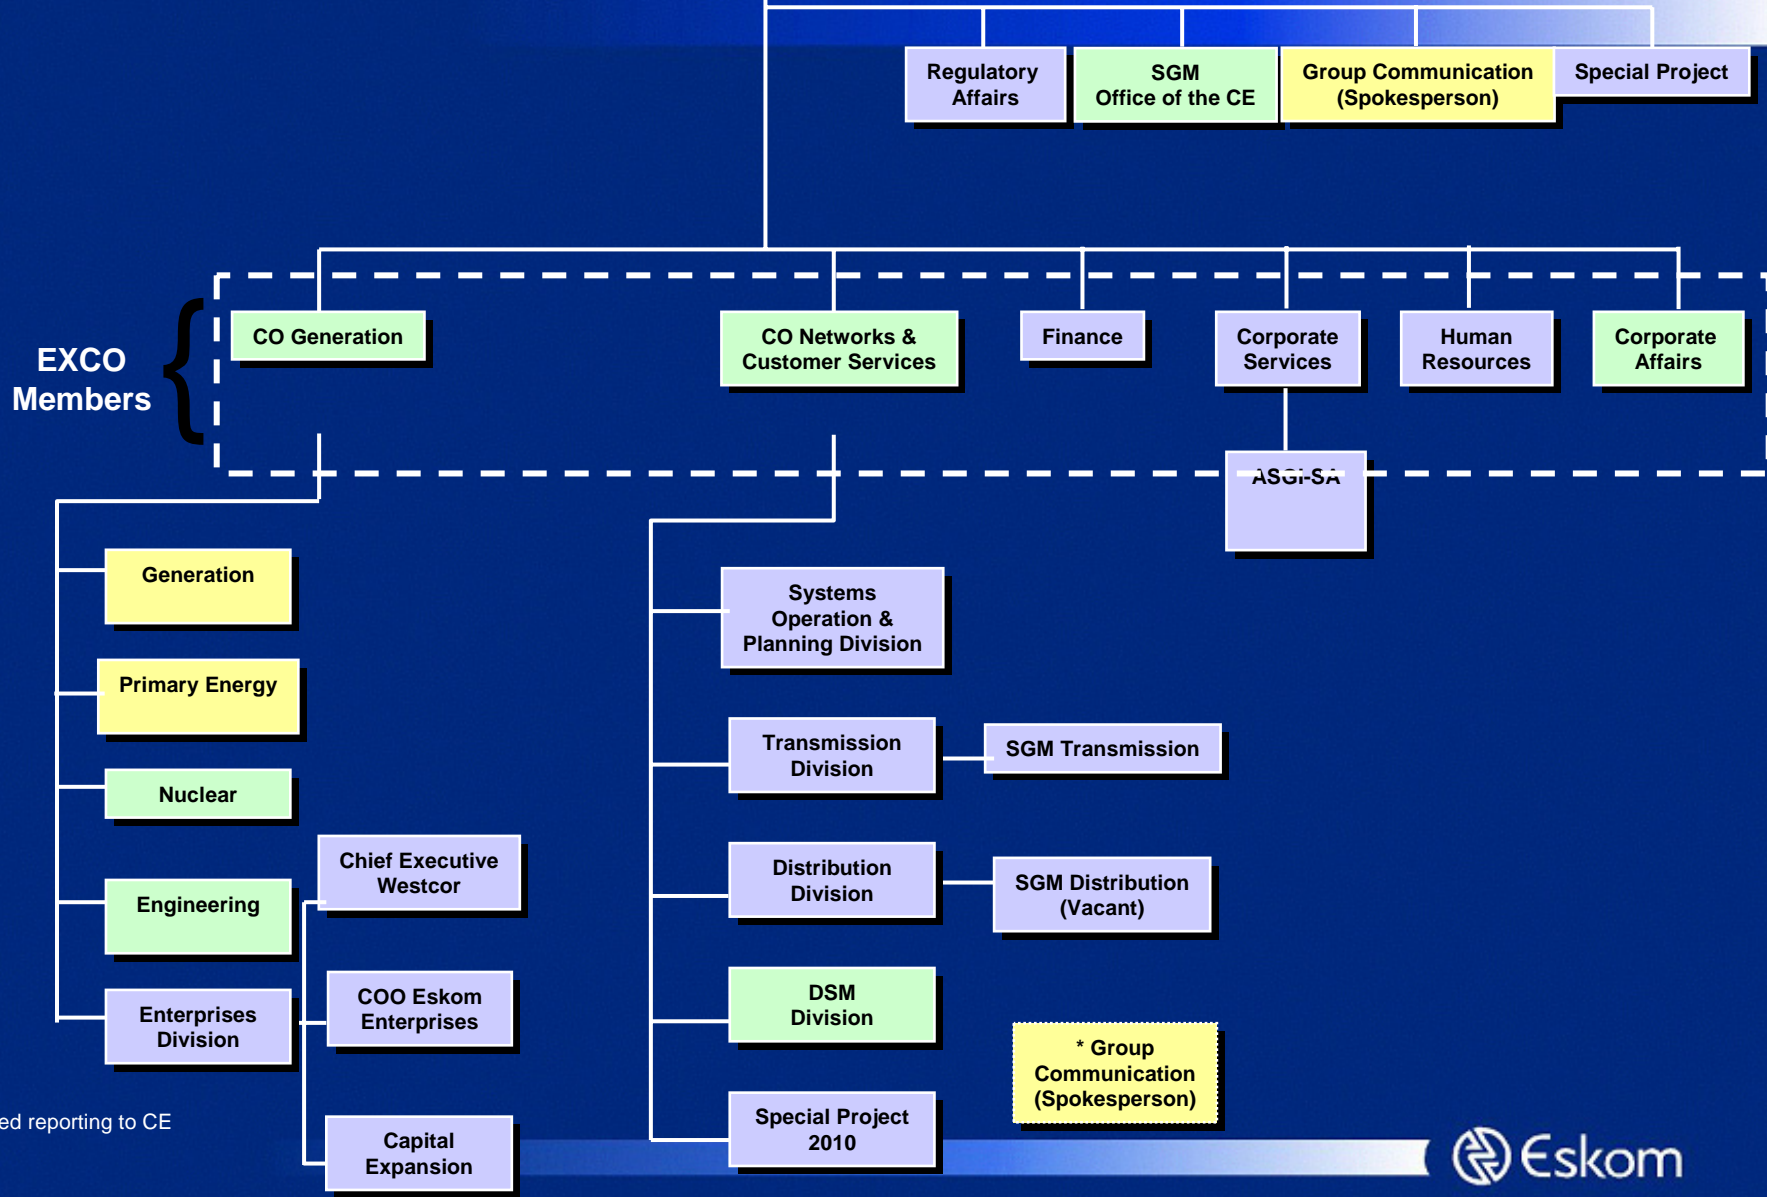 Regulatory
Affairs
SGM
Office of the CE
Group Communication
(Spokesperson)
Special Project
EXCO
Members
CO Generation
CO Networks &
Customer Services
Finance
Corporate
Services
Human
Resources
Corporate
Affairs
ASGI-SA
Generation
Primary Energy
Nuclear
Engineering
Enterprises
Division
Chief Executive
Westcor
COO Eskom
Enterprises
Capital
Expansion
Systems
Operation &
Planning Division
Transmission
Division
SGM Transmission
Distribution
Division
SGM Distribution
(Vacant)
DSM
Division
Special Project
2010
* Group
Communication
(Spokesperson)
ed reporting to CE
Eskom